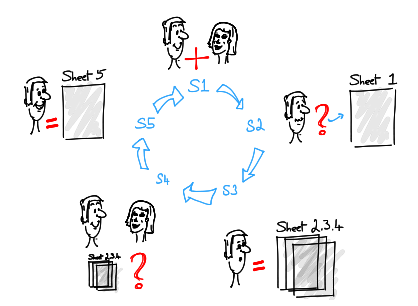 Sheet 5
=
+
S1
S2
S3
S4
S5
?
Sheet 1
Sheet 2.3.4
=
Sheet 2.3.4
?